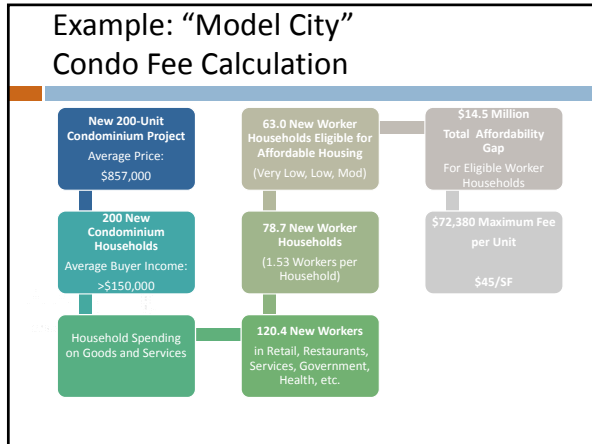 Example: “Model City”
Condo Fee Calculation
New 200-Unit
Condominium Project
Average Price:
$857,000
200 New
Condominium
Households
Average Buyer Income:
>$150,000
Household Spending
on Goods and Services
120.4 New Workers
in Retail, Restaurants,
Services, Government,
Health, etc.
78.7 New Worker
Households
(1.53 Workers per
Household)
63.0 New Worker
Households Eligible for
Affordable Housing
(Very Low, Low, Mod)
$14.5 Million
Total Affordability
Gap
For Eligible Worker
Households
$72,380 Maximum Fee
per Unit
$45/SF